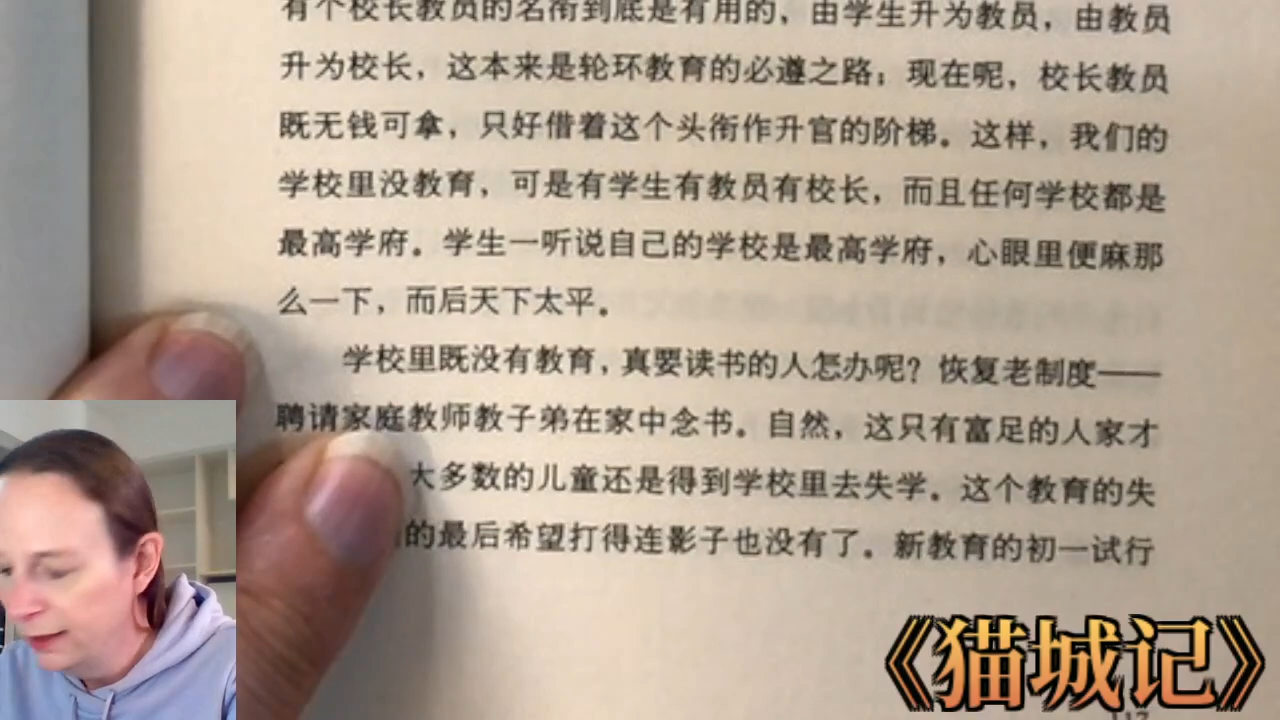 有个校长教员的名衔到底是有用的，由学生升为教员，由教员
升为校长，这本来是轮环教育的必遵之路；现在呢，校长教员
既无钱可拿，只好借着这个头衔作升官的阶梯。这样，我们的
学校里没教育，可是有学生有教员有校长，而且任何学校都是
最高学府。学生一听说自己的学校是最高学府，心眼里便麻那
么一下，而后天下太平。
学校里既没有教育，真要读书的人怎办呢？恢复老制度——
聘请家庭教师教子弟在家中念书。自然，这只有富足的人家才
大多数的儿童还是得到学校里去失学。这个教育的失
的最后希望打得连影子也没有了。新教育的初一试行
《猫城记》